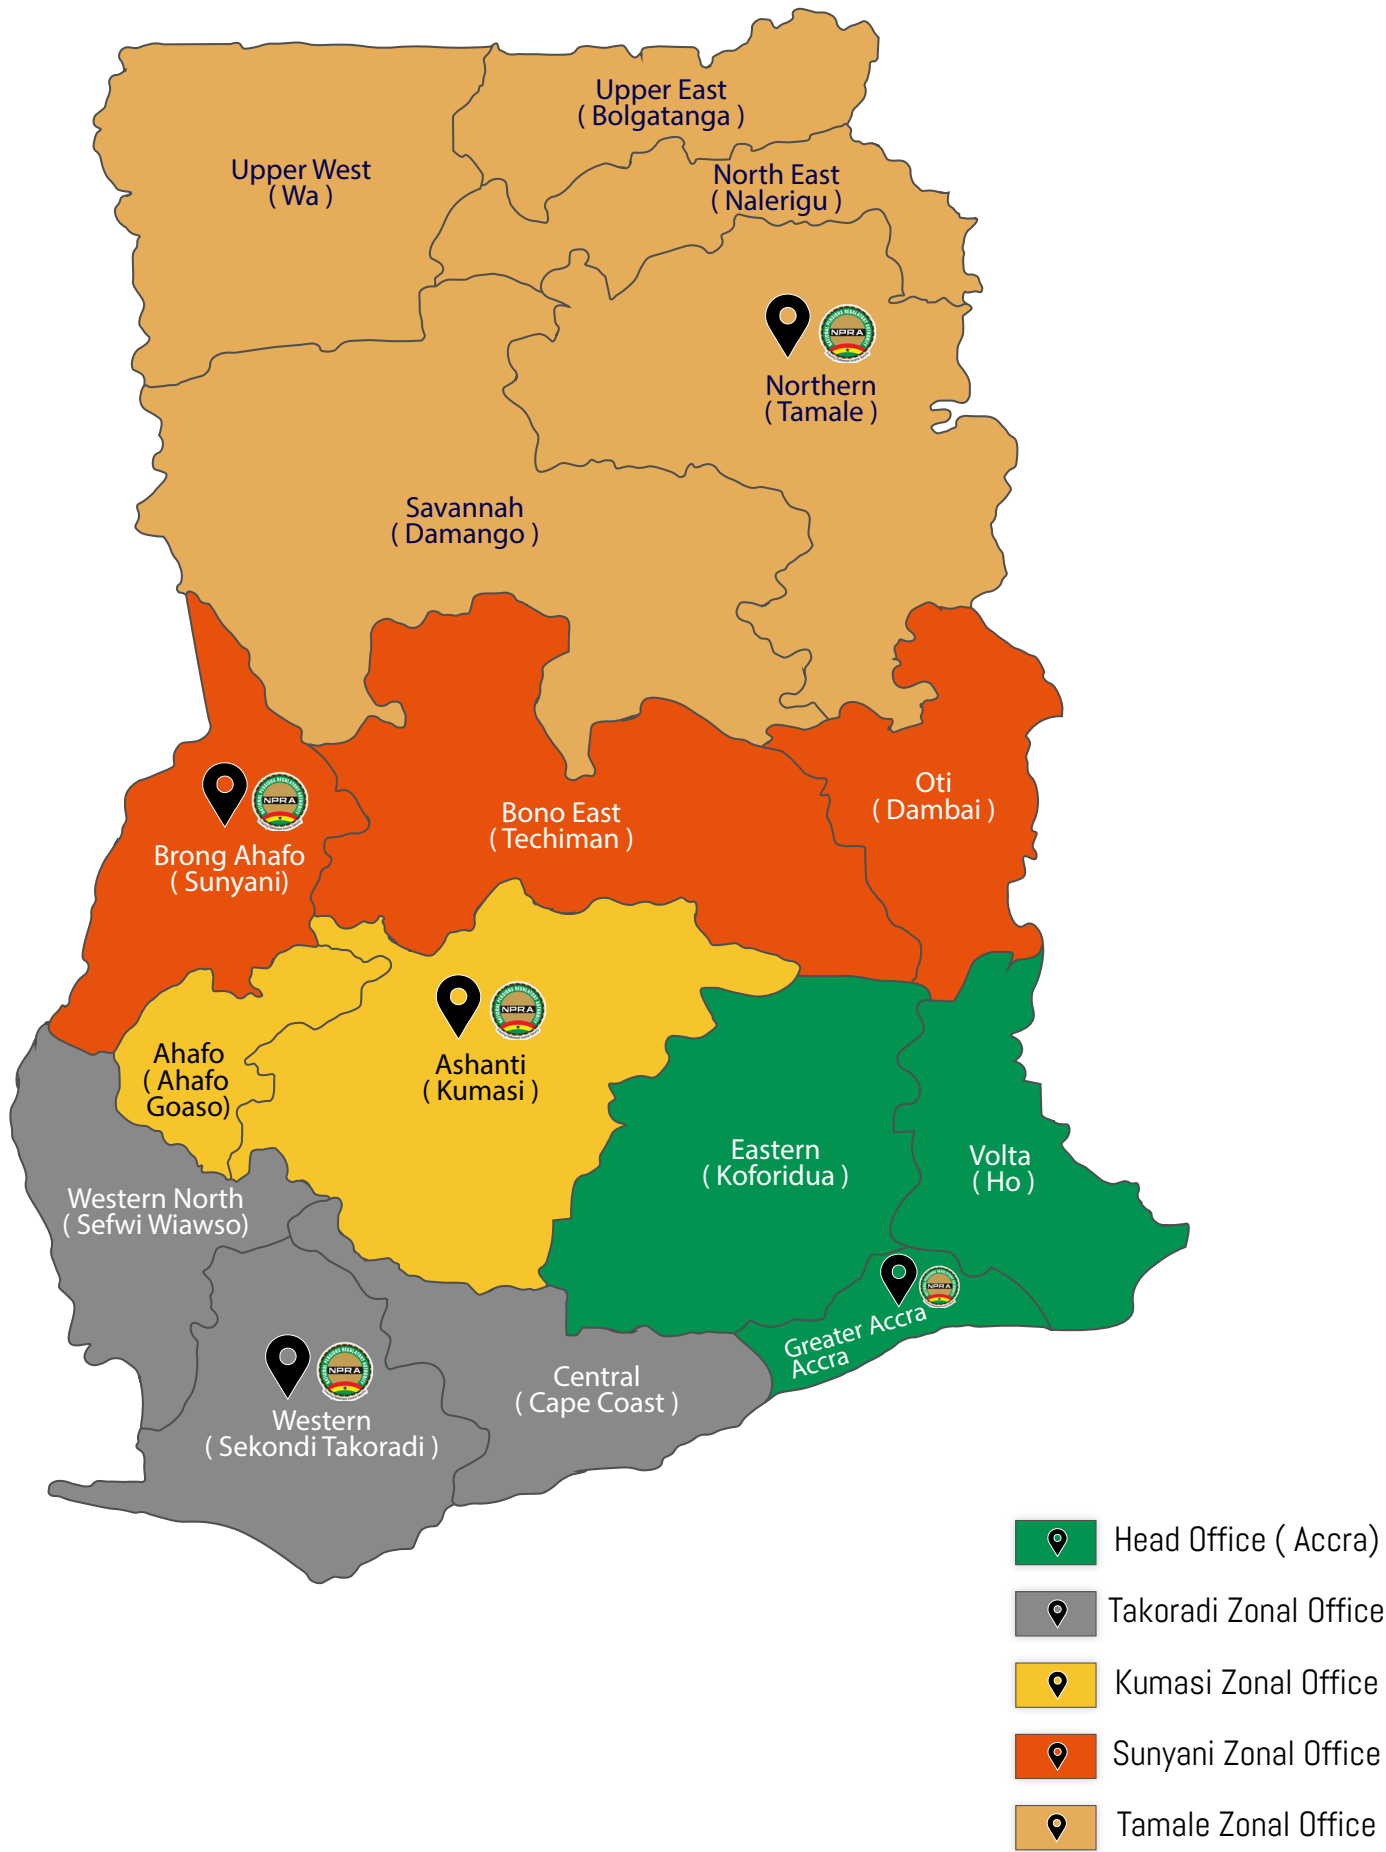 Upper East
( Bolgatanga )
Upper West
( Wa )
North East
( Nalerigu )
NPRA
Northern
( Tamale )
Savannah
( Damango )
Oti
( Dambai )
NPRA
Bono East
( Techiman )
Brong Ahafo
( Sunyani)
NPRA
Ashanti
( Kumasi )
Ahafo
( Ahafo
Goaso)
Eastern
( Koforidua )
Volta
( Ho )
Western North
( Sefwi Wiawso)
NPRA
Greater Accra
Accra
NPRA
Central
( Cape Coast )
Western
( Sekondi Takoradi )
Head Office ( Accra)
Takoradi Zonal Office
Kumasi Zonal Office
Sunyani Zonal Office
Tamale Zonal Office